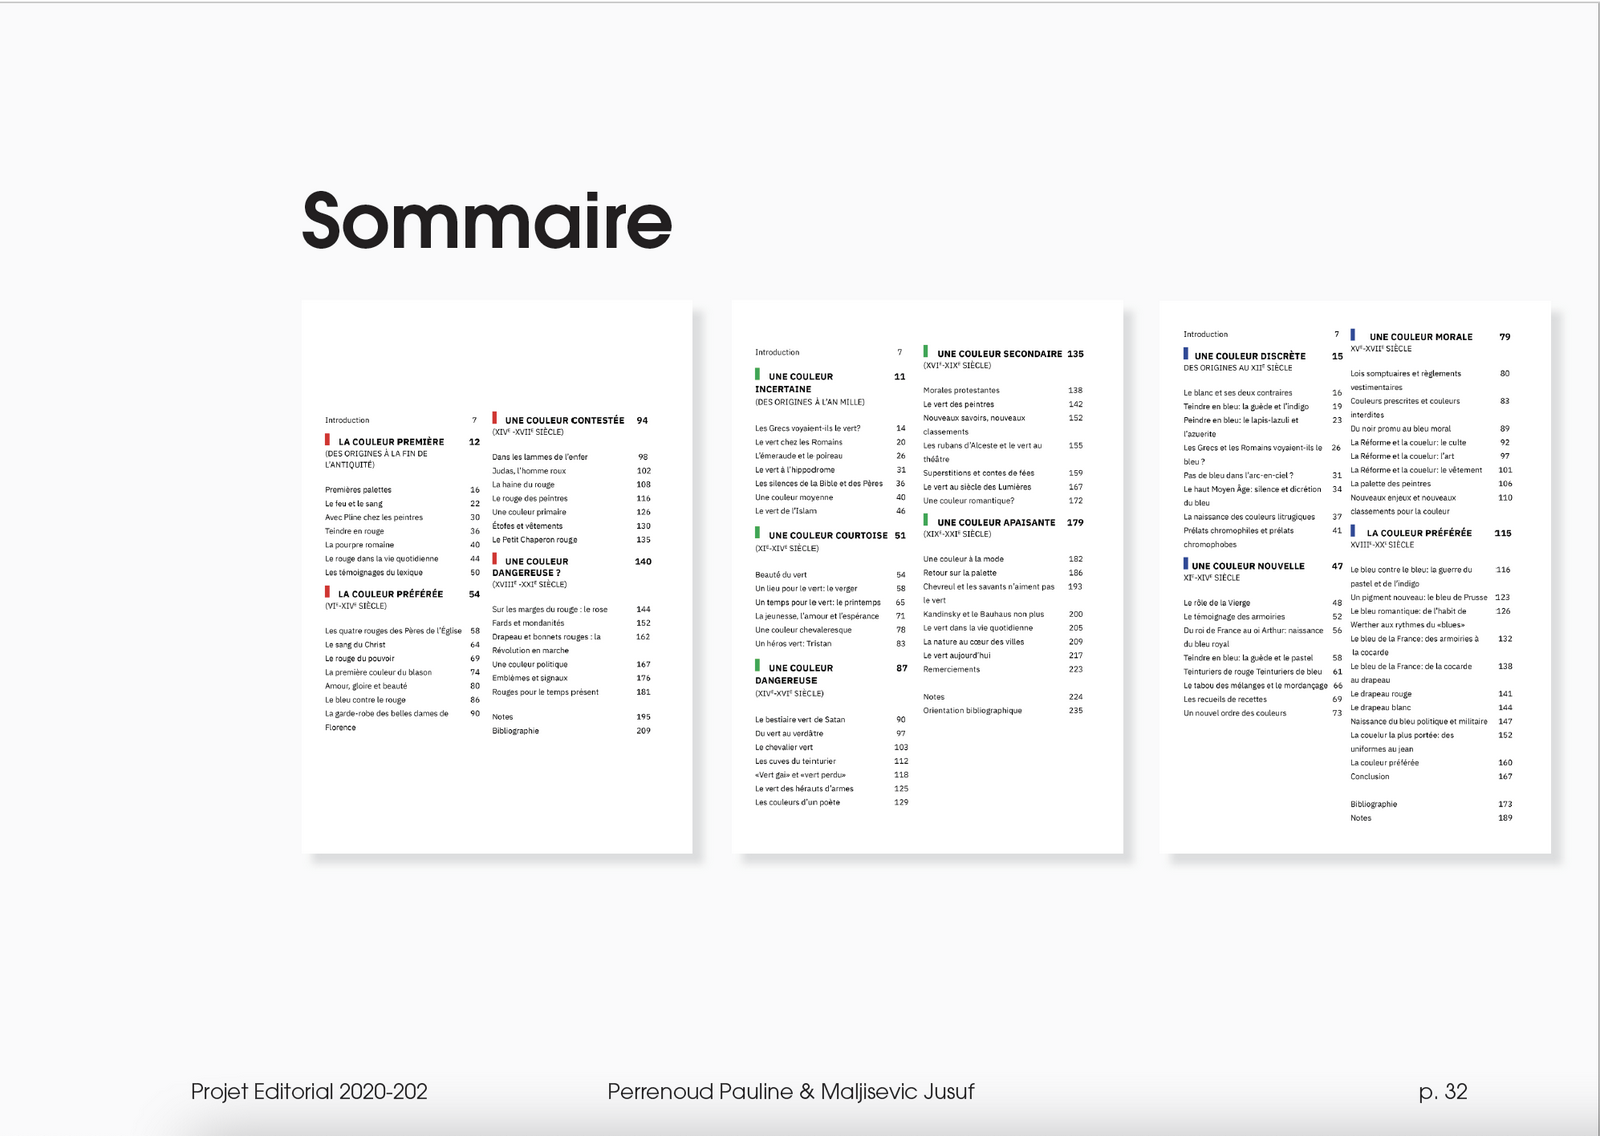 Sommaire
Introduction 7
LA COULEUR PREMIÈRE 12
(DES ORIGINES À LA FIN DE
L'ANTIQUITÉ)
Premières palettes 16
Le feu et le sang 22
Avec Pline chez les peintres 30
Teindre en rouge 36
La pourpre romaine 40
Le rouge dans la vie quotidienne 44
Les témoignages du lexique 50
LA COULEUR PRÉFÉRÉE 54
(VIᵉ-XIVᵉ SIÈCLE)
Les quatre rouges des Pères de l'Église 58
Le sang du Christ 64
Le rouge du pouvoir 69
La première couleur du blason 74
Amour, gloire et beauté 80
Le bleu contre le rouge 86
La garde-robe des belles dames de 90
Florence
UNE COULEUR CONTESTÉE 94
(XIVᵉ -XVIIᵉ SIÈCLE)
Dans les lammes de l'enfer 98
Judas, l'homme roux 102
La haine du rouge 108
Le rouge des peintres 116
Une couleur primaire 126
Étofes et vêtements 130
Le Petit Chaperon rouge 135
UNE COULEUR 140
DANGEREUSE ?
(XVIIIᵉ -XXIᵉ SIÈCLE)
Sur les marges du rouge : le rose 144
Fards et mondanités 152
Drapeau et bonnets rouges : la 162
Révolution en marche
Une couleur politique 167
Emblèmes et signaux 176
Rouges pour le temps présent 181
Notes 195
Bibliographie 209
Introduction 7
UNE COULEUR 11
INCERTAINE
(DES ORIGINES À L'AN MILLE)
Les Grecs voyaient-ils le vert? 14
Le vert chez les Romains 20
L'émeraude et le poireau 26
Le vert à l'hippodrome 31
Les silences de la Bible et des Pères 36
Une couleur moyenne 40
Le vert de l'Islam 46
UNE COULEUR COURTOISE 51
(XIᵉ-XIVᵉ SIÈCLE)
Beauté du vert 54
Un lieu pour le vert: le verger 58
Un temps pour le vert: le printemps 65
La jeunesse, l'amour et l'espérance 71
Une couleur chevaleresque 78
Un héros vert: Tristan 83
UNE COULEUR 87
DANGEREUSE
(XIVᵉ-XVIᵉ SIÈCLE)
Le bestiaire vert de Satan 90
Du vert au verdâtre 97
Le chevalier vert 103
Les cuves du teinturier 112
«Vert gai» et «vert perdu» 118
Le vert des hérauts d'armes 125
Les couleurs d'un poète 129
UNE COULEUR SECONDAIRE 135
(XVIᵉ-XIXᵉ SIÈCLE)
Morales protestantes 138
Le vert des peintres 142
Nouveaux savoirs, nouveaux 152
classements
Les rubans d'Alceste et le vert au 155
théâtre
Superstitions et contes de fées 159
Le vert au siècle des Lumières 167
Une couleur romantique? 172
UNE COULEUR APAISANTE 179
(XIXᵉ-XXIᵉ SIÈCLE)
Une couleur à la mode 182
Retour sur la palette 186
Chevreul et les savants n'aiment pas 193
le vert
Kandinsky et le Bauhaus non plus 200
Le vert dans la vie quotidienne 205
La nature au cœur des villes 209
Le vert aujourd'hui 217
Remerciements 223
Notes 224
Orientation bibliographique 235
Introduction 7
UNE COULEUR DISCRÈTE 15
DES ORIGINES AU XIIᵉ SIÈCLE
Le blanc et ses deux contraires 16
Teindre en bleu: la guède et l'indigo 19
Peindre en bleu: le lapis-lazuli et 23
l'azuerite
Les Grecs et les Romains voyaient-ils le 26
bleu ?
Pas de bleu dans l'arc-en-ciel ? 31
Le haut Moyen Âge: silence et dicrétion 34
du bleu
La naissance des couleurs litrugiques 37
Prélats chromophiles et prélats 41
chromophobes
UNE COULEUR NOUVELLE 47
XIᵉ-XIVᵉ SIÈCLE
Le rôle de la Vierge 48
Le témoignage des armoiries 52
Du roi de France au oi Arthur: naissance 56
du bleu royal
Teindre en bleu: la guède et le pastel 58
Teinturiers de rouge Teinturiers de bleu 61
Le tabou des mélanges et le mordançage 66
Les recueils de recettes 69
Un nouvel ordre des couleurs 73
UNE COULEUR MORALE 79
XVᵉ-XVIIᵉ SIÈCLE
Lois somptuaires et règlements 80
vestimentaires
Couleurs prescrites et couleurs 83
interdites
Du noir promu au bleu moral 89
La Réforme et la couelur: le culte 92
La Réforme et la couelur: l'art 97
La Réforme et la couelur: le vêtement 101
La palette des peintres 106
Nouveaux enjeux et nouveaux 110
classements pour la couleur
LA COULEUR PRÉFÉRÉE 115
XVIIIᵉ-XXᵉ SIÈCLE
Le bleu contre le bleu: la guerre du 116
pastel et de l'indigo
Un pigment nouveau: le bleu de Prusse 123
Le bleu romantique: de l'habit de 126
Werther aux rythmes du «blues»
Le bleu de la France: des armoiries à 132
la cocarde
Le bleu de la France: de la cocarde 138
au drapeau
Le drapeau rouge 141
Le drapeau blanc 144
Naissance du bleu politique et militaire 147
La couelur la plus portée: des 152
uniformes au jean
La couleur préférée 160
Conclusion 167
Bibliographie 173
Notes 189
Projet Editorial 2020-202
Perrenoud Pauline & Maljisevic Jusuf
p. 32